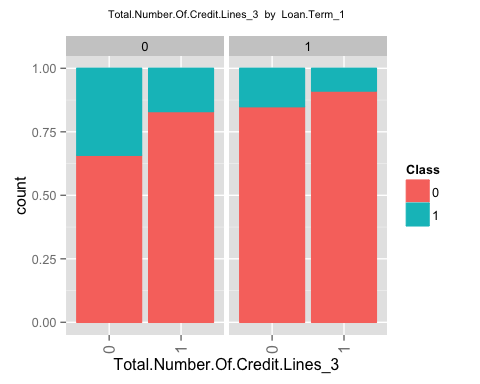 Total.Number.Of.Credit.Lines_3 by Loan.Term_1
0 1
1.00
0.75
0.50
0.25
0.00
count
0 1 0 1
Total.Number.Of.Credit.Lines_3
Class
0
1